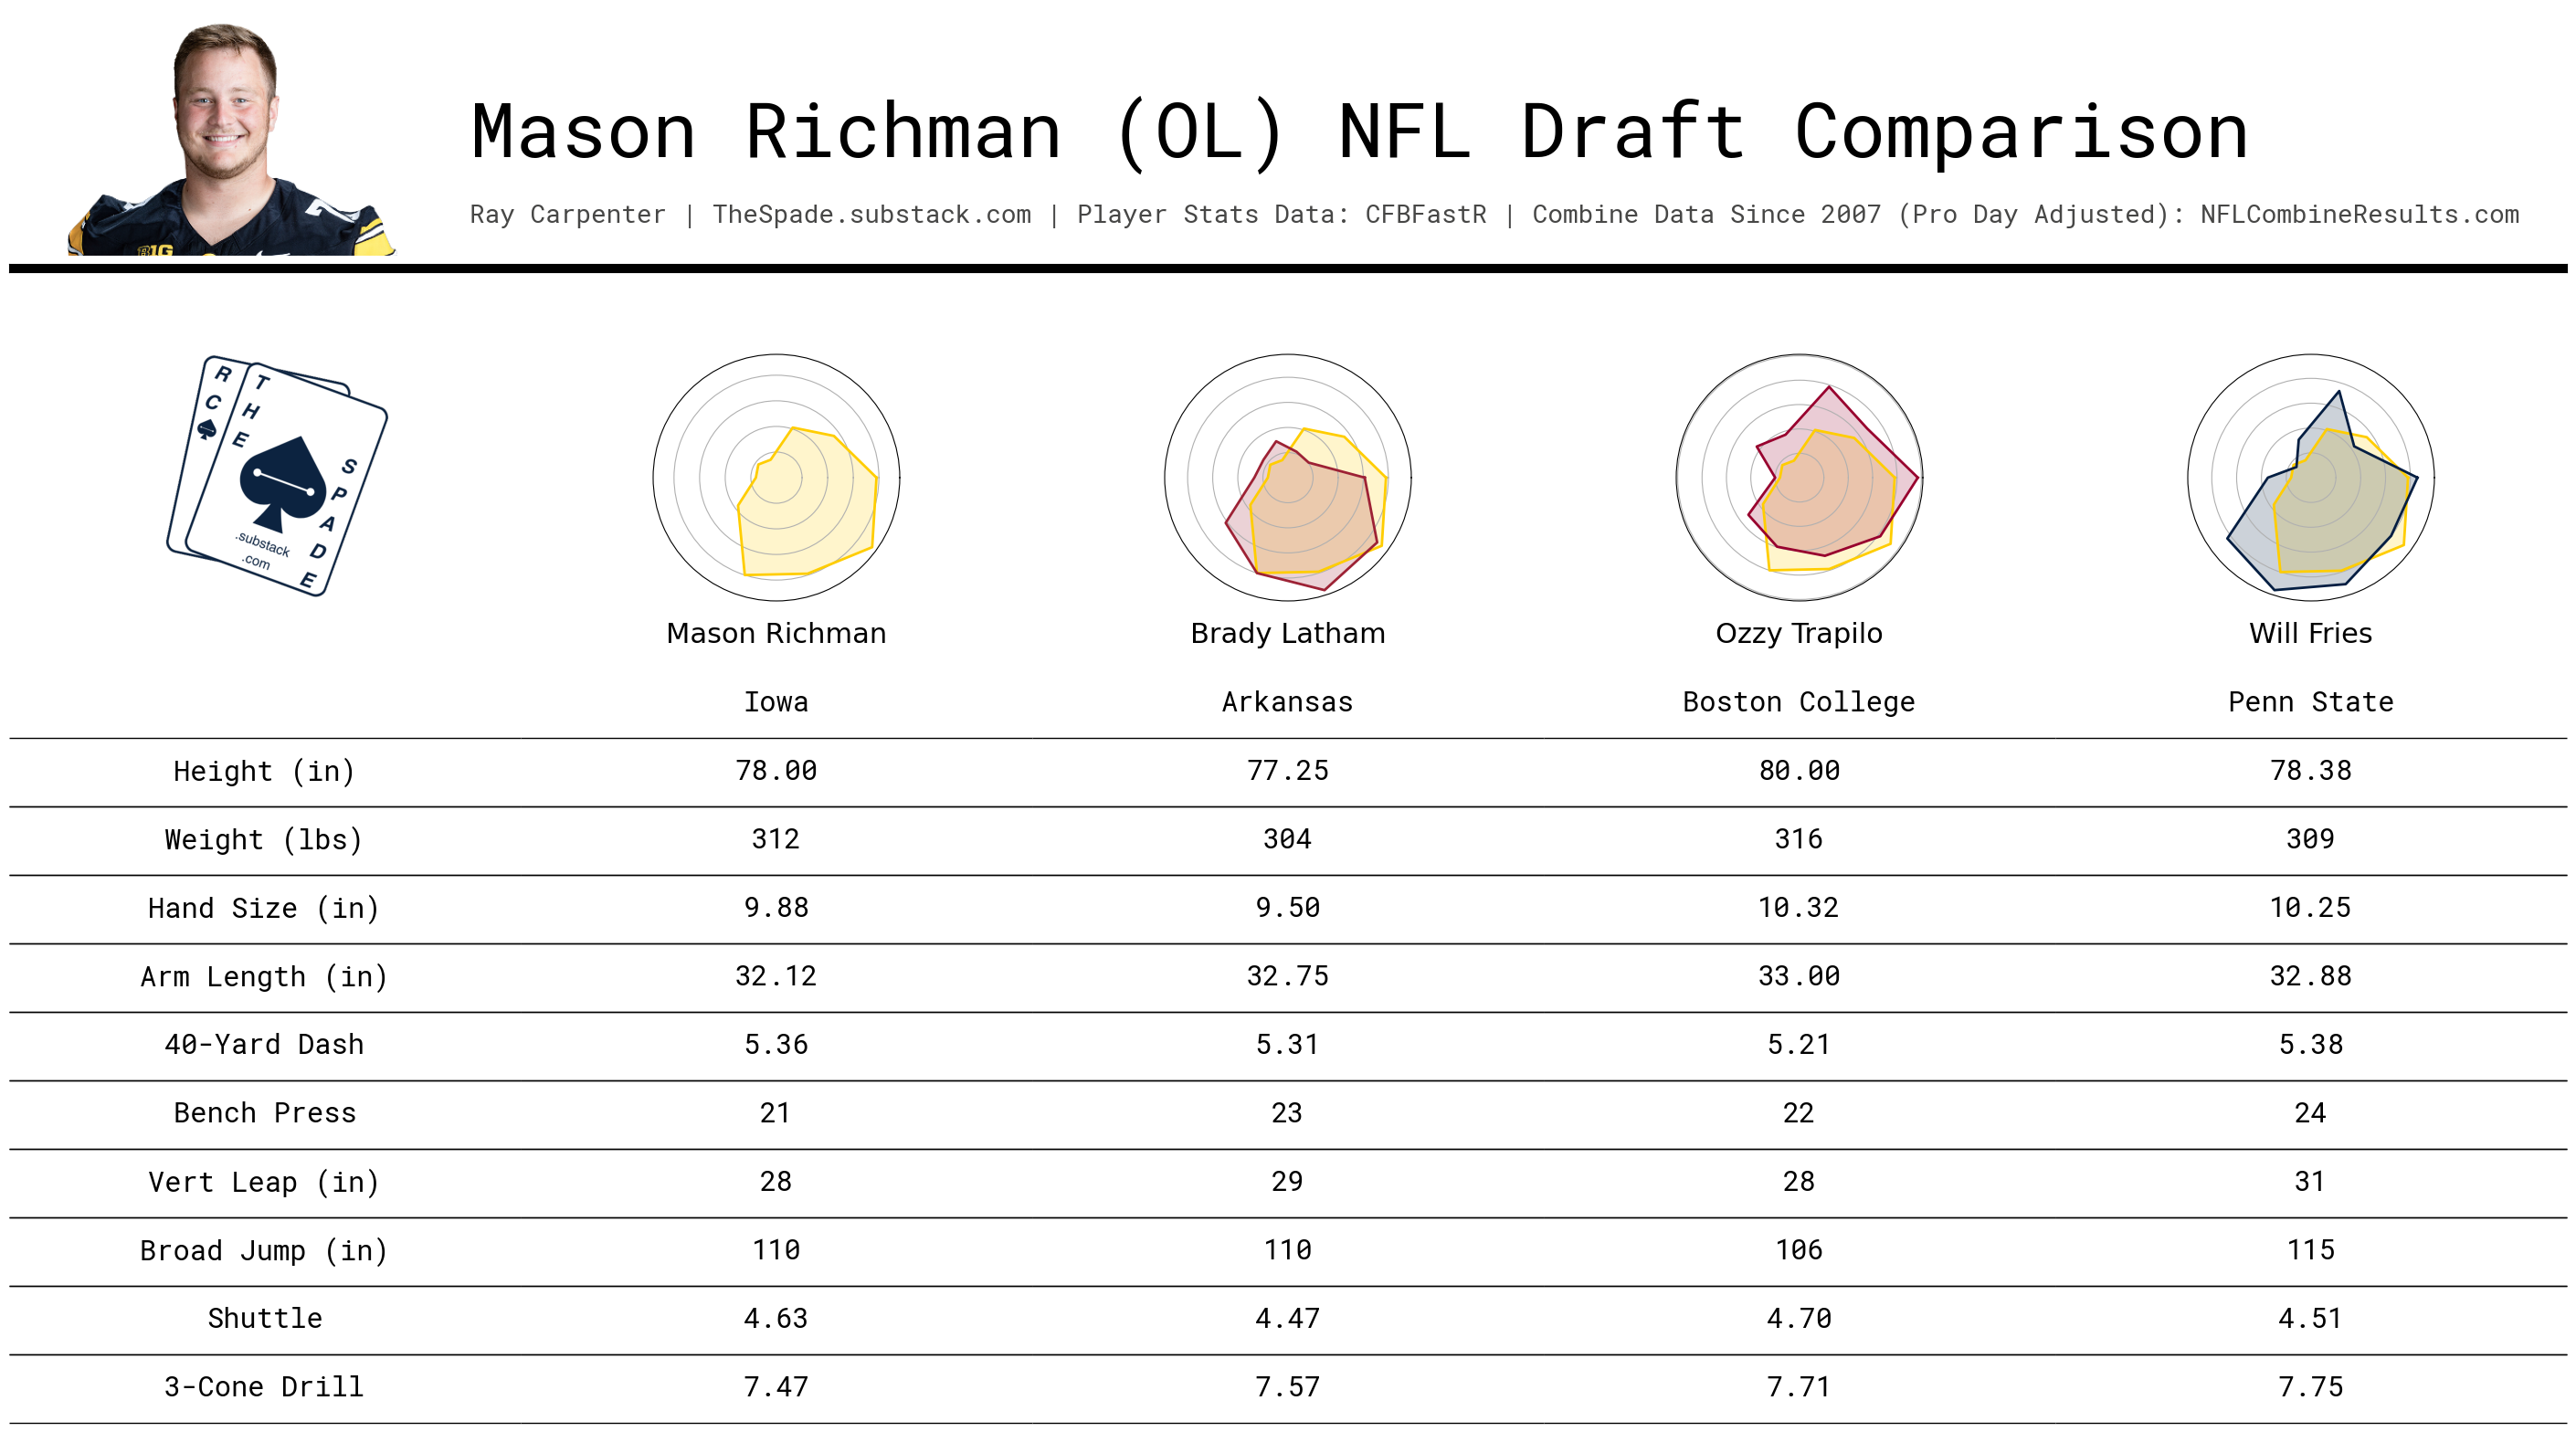 Mason Richman (OL) NFL Draft Comparison
Ray Carpenter | TheSpade.substack.com | Player Stats Data: CFBFastR | Combine Data Since 2007 (Pro Day Adjusted): NFLCombineResults.com
B1G
RC
THE
SPADE
.substack
.com
Mason Richman Brady Latham Ozzy Trapilo Will Fries
Iowa Arkansas Boston College Penn State
Height (in) 78.00 77.25 80.00 78.38
Weight (lbs) 312 304 316 309
Hand Size (in) 9.88 9.50 10.32 10.25
Arm Length (in) 32.12 32.75 33.00 32.88
40-Yard Dash 5.36 5.31 5.21 5.38
Bench Press 21 23 22 24
Vert Leap (in) 28 29 28 31
Broad Jump (in) 110 110 106 115
Shuttle 4.63 4.47 4.70 4.51
3-Cone Drill 7.47 7.57 7.71 7.75